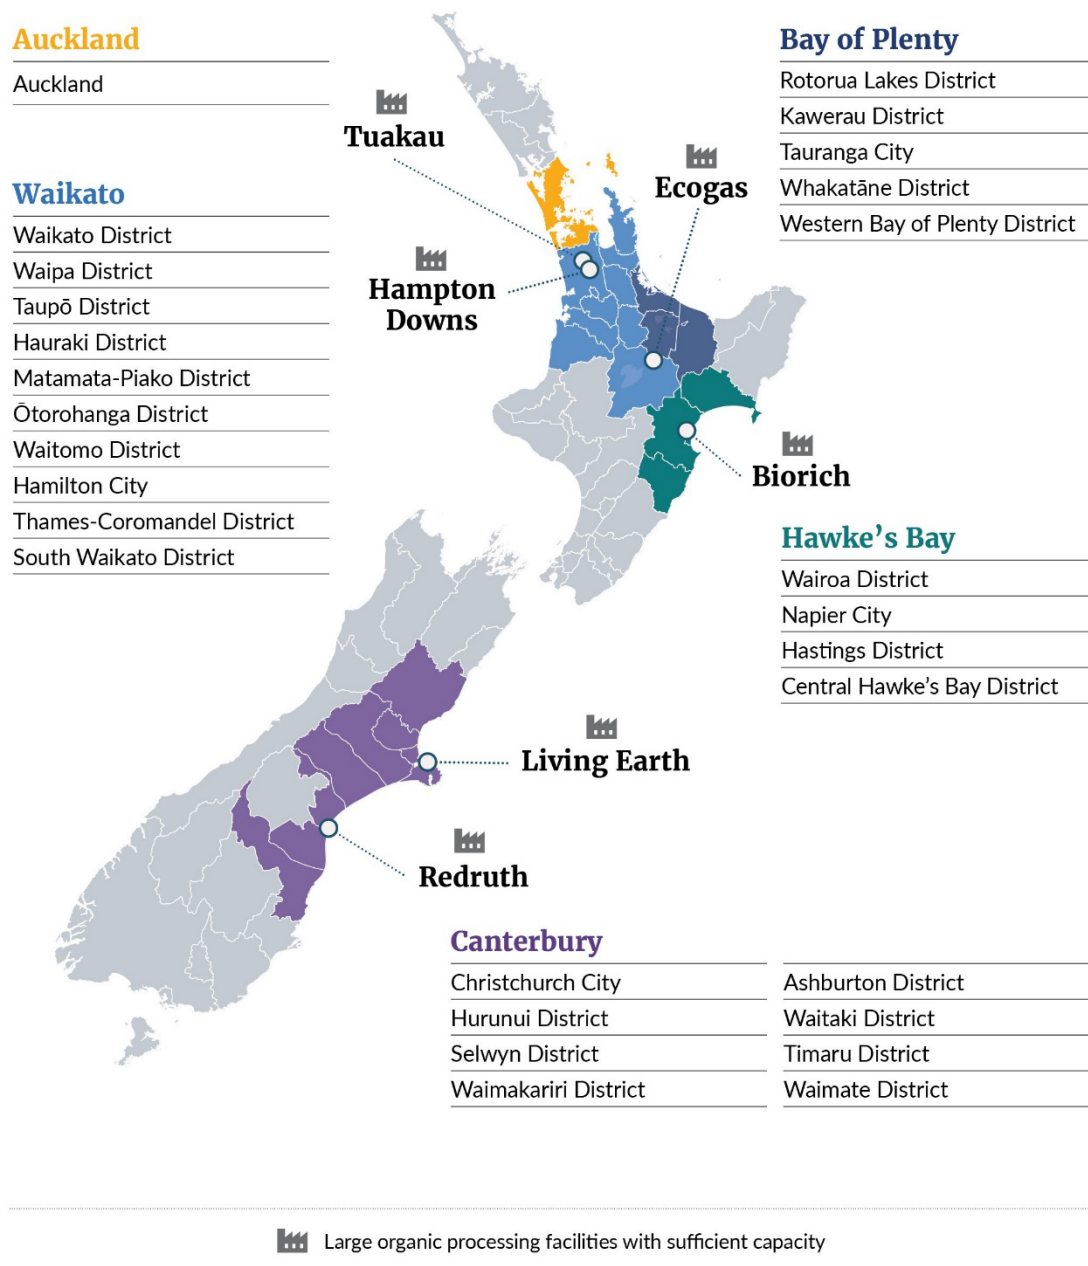 Auckland
Auckland
Waikato
Waikato District
Waipa District
Taupō District
Hauraki District
Matamata-Piako District
Ōtorohanga District
Waitomo District
Hamilton City
Thames-Coromandel District
South Waikato District
Tuakau
Hampton
Downs
Ecogas
Bay of Plenty
Rotorua Lakes District
Kawerau District
Tauranga City
Whakatāne District
Western Bay of Plenty District
Biorich
Hawke’s Bay
Wairoa District
Napier City
Hastings District
Central Hawke’s Bay District
Living Earth
Redruth
Canterbury
Christchurch City
Hurunui District
Selwyn District
Waimakariri District
Ashburton District
Waitaki District
Timaru District
Waimate District
Large organic processing facilities with sufficient capacity